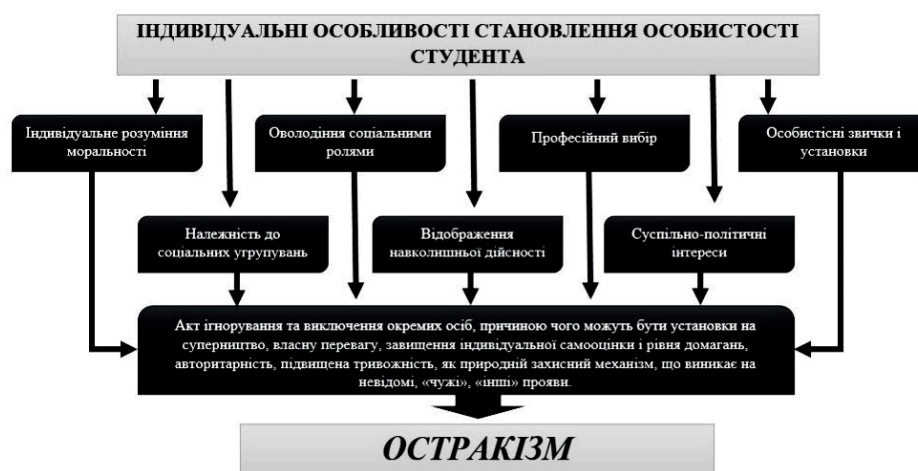 ІНДИВІДУАЛЬНІ ОСОБЛИВОСТІ СТАНОВЛЕННЯ ОСОБИСТОСТІ
СТУДЕНТА
Індивідуальне розуміння
моральності
Оволодіння соціальними
ролями
Професійний вибір
Особистісні звички і
установки
Належність до
соціальних угрупувань
Відображення
навколишньої дійсності
Суспільно-політичні
інтереси
Акт ігнорування та виключення окремих осіб, причиною чого можуть бути установки на
суперництво, власну перевагу, завищення індивідуальної самооцінки і рівня домагань,
авторитарність, підвищена тривожність, як природній захисний механізм, що виникає на
невідомі, «чужі», «інші» прояви.
ОСТРАКІЗМ